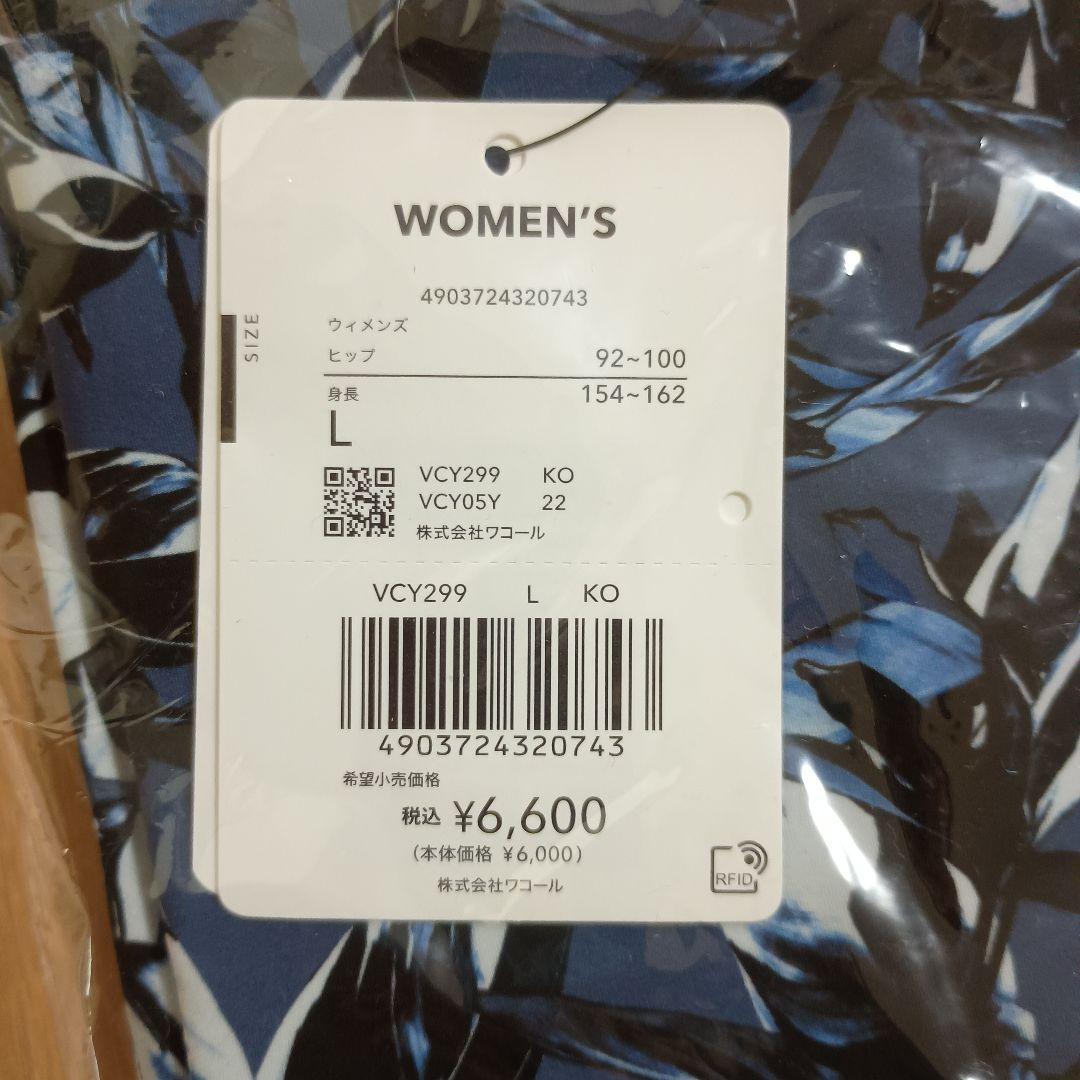 WOMEN'S
4903724320743
SIZE
ウィメンズ
ヒップ 92~100
身長 154~162
L
VCY299 KO
VCY05Y 22
株式会社ワコール
VCY299 L KO
4903724320743
希望小売価格
税込 ¥6,600
(本体価格 ¥6,000)
株式会社ワコール
RFID